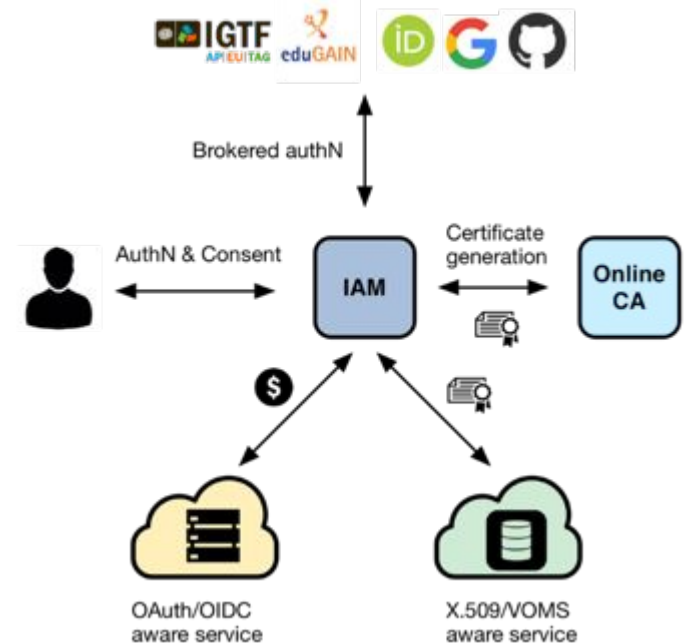 IGTF
AP|EU|TAG
eduGAIN
iD
G
Brokered authN
AuthN & Consent
IAM
Certificate
generation
Online
CA
$
OAuth/OIDC
aware service
X.509/VOMS
aware service